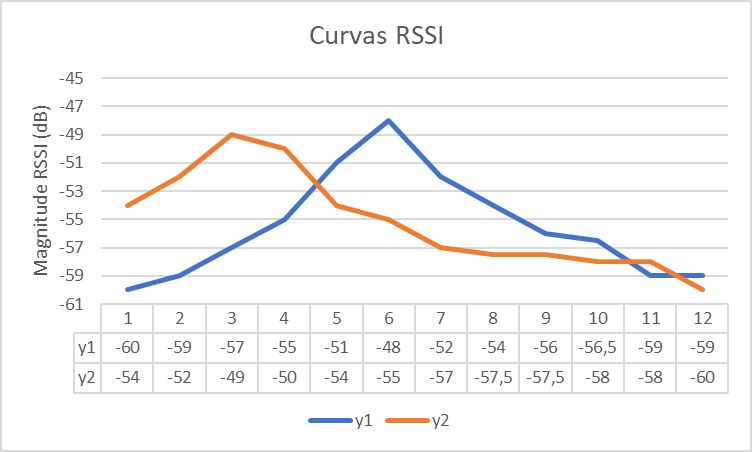 Curvas RSSI
Magnitude RSSI (dB)
-45
-47
-49
-51
-53
-55
-57
-59
-61
1 2 3 4 5 6 7 8 9 10 11 12
y1 -60 -59 -57 -55 -51 -48 -52 -54 -56 -56,5 -59 -59
y2 -54 -52 -49 -50 -54 -55 -57 -57,5 -57,5 -58 -58 -60
y1 y2